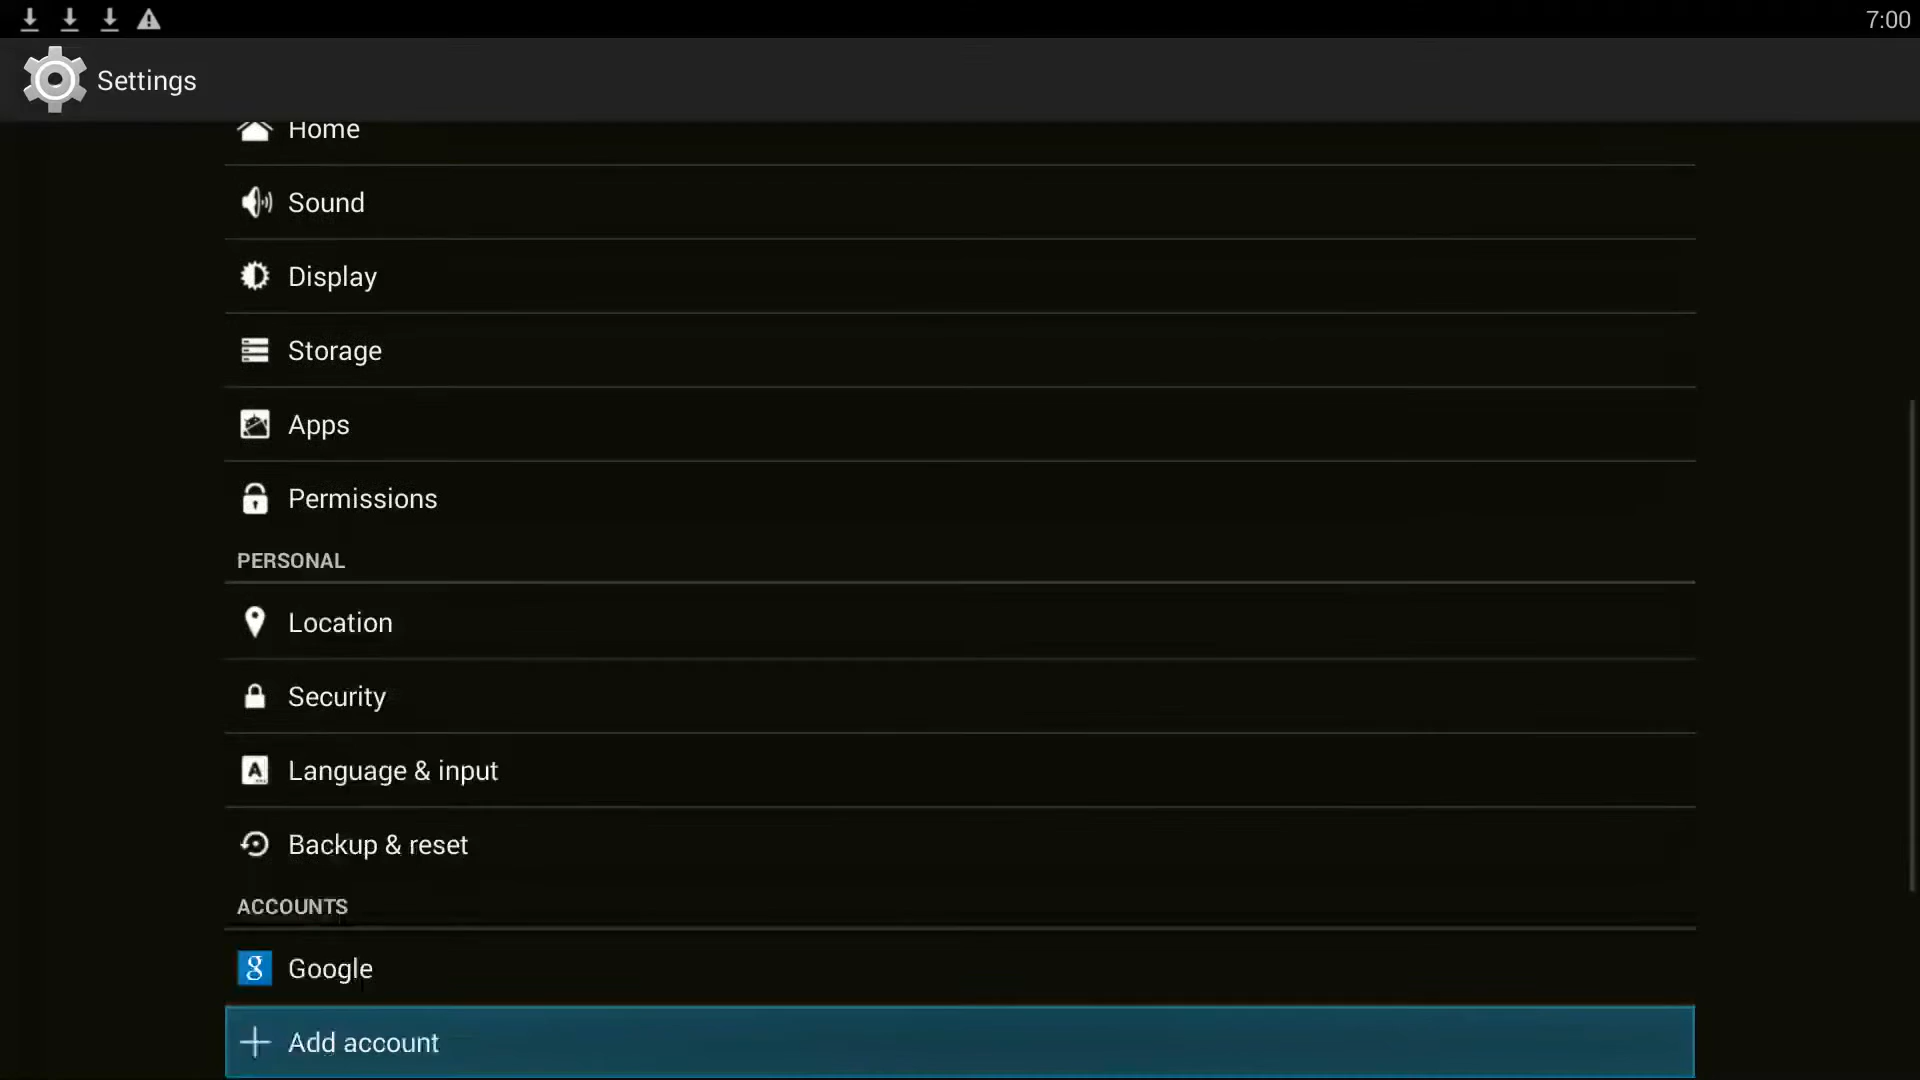 7:00
Settings
Home
Sound
Display
Storage
Apps
Permissions
PERSONAL
Location
Security
Language & input
Backup & reset
ACCOUNTS
Google
Add account